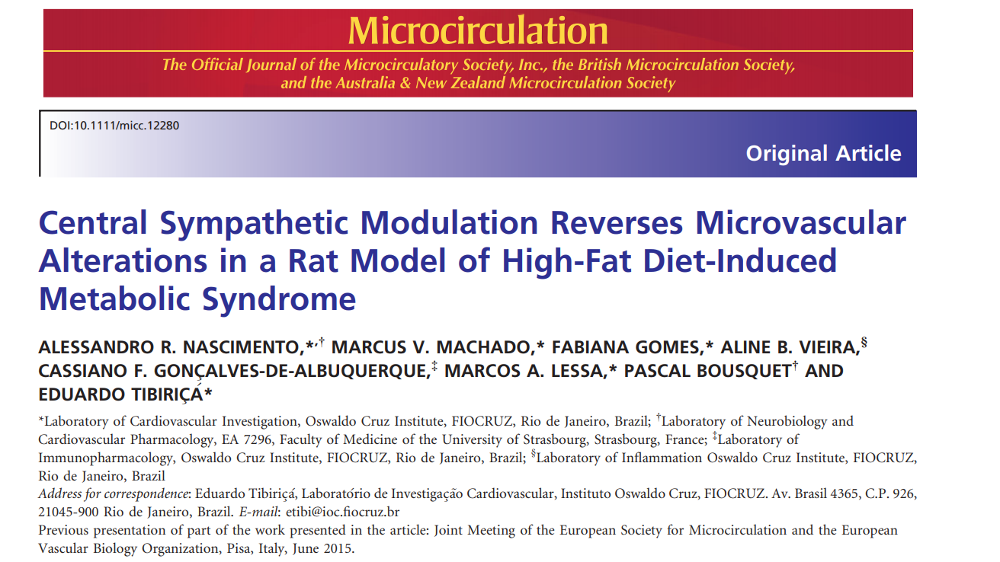 Microcirculation
The Official Journal of the Microcirculatory Society, Inc., the British Microcirculation Society,
and the Australia & New Zealand Microcirculation Society
DOI:10.1111/micc.12280
Original Article
Central Sympathetic Modulation Reverses Microvascular
Alterations in a Rat Model of High-Fat Diet-Induced
Metabolic Syndrome
ALESSANDRO R. NASCIMENTO,*,† MARCUS V. MACHADO,* FABIANA GOMES,* ALINE B. VIEIRA,§
CASSIANO F. GONÇALVES-DE-ALBUQUERQUE,‡ MARCOS A. LESSA,* PASCAL BOUSQUET† AND
EDUARDO TIBIRIÇÁ*
*Laboratory of Cardiovascular Investigation, Oswaldo Cruz Institute, FIOCRUZ, Rio de Janeiro, Brazil; †Laboratory of Neurobiology and
Cardiovascular Pharmacology, EA 7296, Faculty of Medicine of the University of Strasbourg, Strasbourg, France; ‡Laboratory of
Immunopharmacology, Oswaldo Cruz Institute, FIOCRUZ, Rio de Janeiro, Brazil; §Laboratory of Inflammation Oswaldo Cruz Institute, FIOCRUZ,
Rio de Janeiro, Brazil
Address for correspondence: Eduardo Tibiriçá, Laboratório de Investigação Cardiovascular, Instituto Oswaldo Cruz, FIOCRUZ. Av. Brasil 4365, C.P. 926,
21045-900 Rio de Janeiro, Brazil. E-mail: etibi@ioc.fiocruz.br
Previous presentation of part of the work presented in the article: Joint Meeting of the European Society for Microcirculation and the European
Vascular Biology Organization, Pisa, Italy, June 2015.